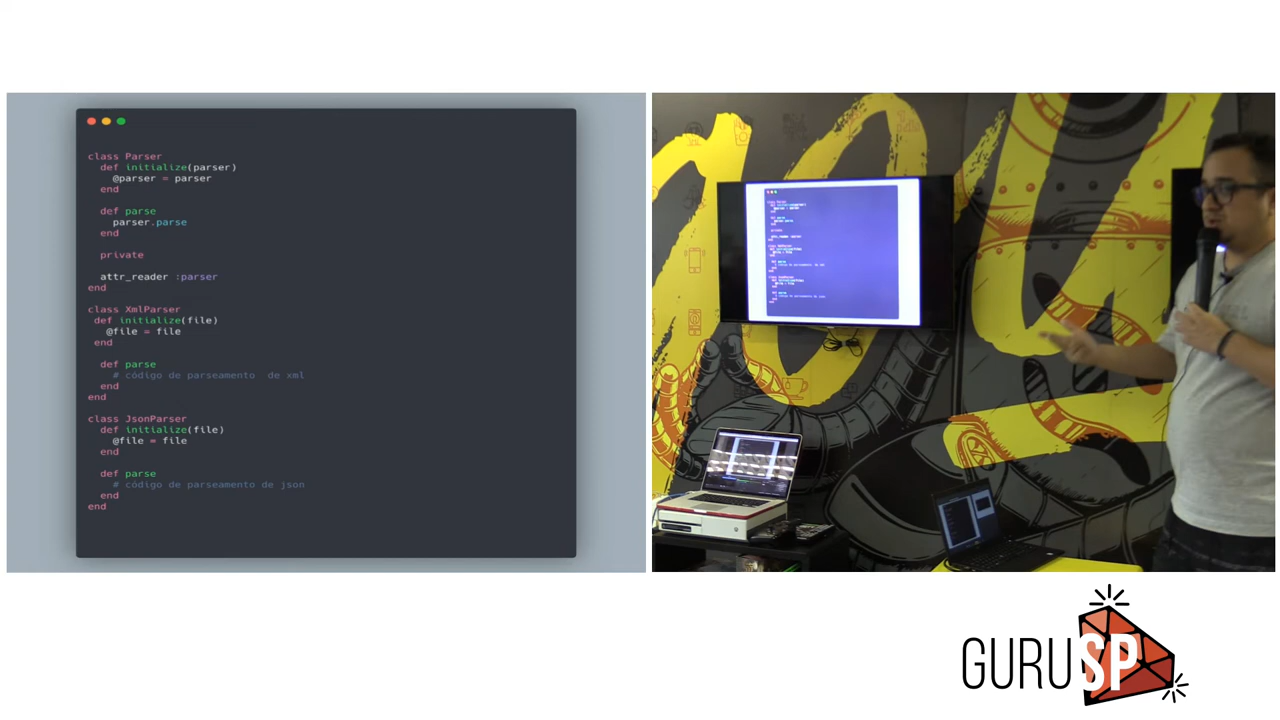 class Parser
def initialize(parser)
@parser = parser
end
def parse
parser.parse
end
private
attr_reader :parser
end
class XmlParser
def initialize(file)
@file = file
end
def parse
# código de parseamento  de xml
end
end
class JsonParser
def initialize(file)
@file = file
end
def parse
# código de parseamento de json
end
end
GURUSP